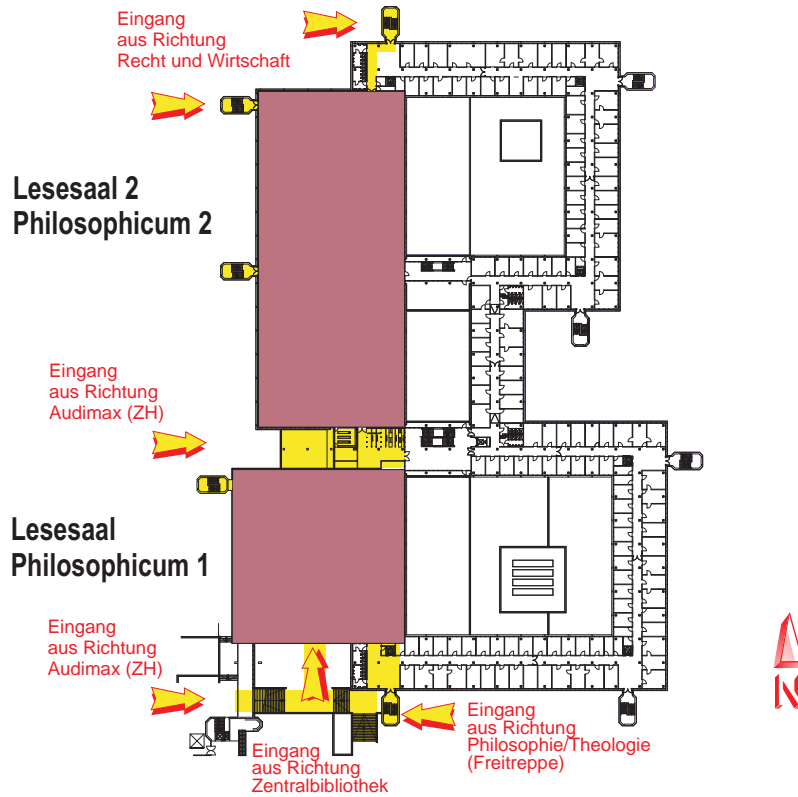 Eingang
aus Richtung
Recht und Wirtschaft
Lesesaal 2
Philosophicum 2
Eingang
aus Richtung
Audimax (ZH)
Lesesaal
Philosophicum 1
Eingang
aus Richtung
Audimax (ZH)
Eingang
aus Richtung
Philosophie/Theologie
(Freitreppe)
Eingang
aus Richtung
Zentralbibliothek
N